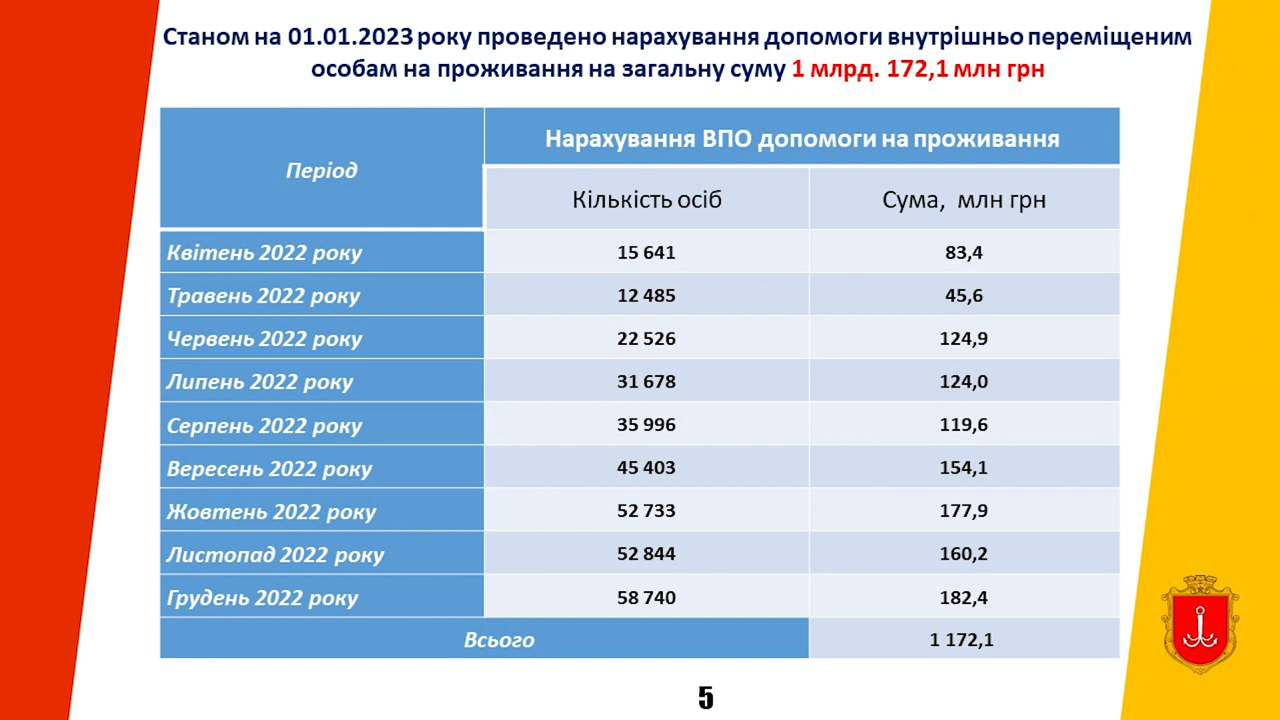 Станом на 01.01.2023 року проведено нарахування допомоги внутрішньо переміщеним
особам на проживання на загальну суму 1 млрд. 172,1 млн грн
Період
Нарахування ВПО допомоги на проживання
Кількість осіб Сума, млн грн
Квітень 2022 року 15 641 83,4
Травень 2022 року 12 485 45,6
Червень 2022 року 22 526 124,9
Липень 2022 року 31 678 124,0
Серпень 2022 року 35 996 119,6
Вересень 2022 року 45 403 154,1
Жовтень 2022 року 52 733 177,9
Листопад 2022 року 52 844 160,2
Грудень 2022 року 58 740 182,4
Всього 1 172,1
5